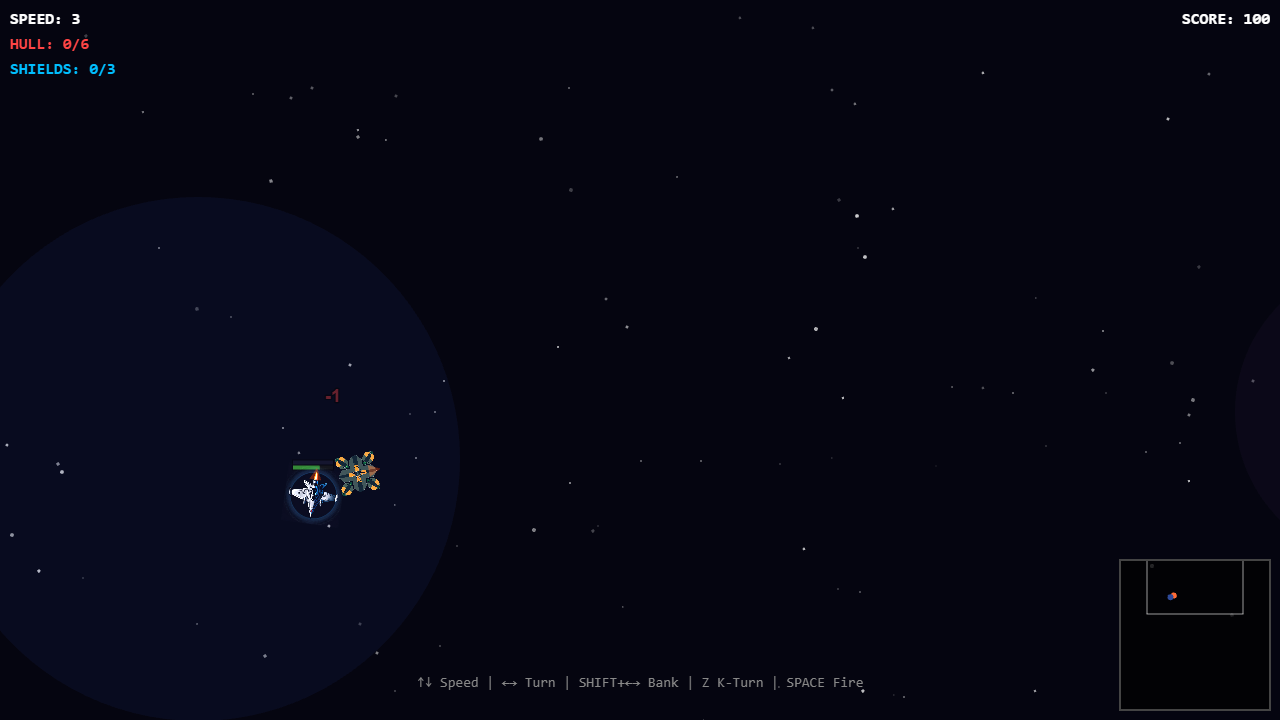 SPEED: 3
SCORE: 100
HULL: 0/6
SHIELDS: 0/3
-1
↑↓ Speed | ↔ Turn | SHIFT+↔ Bank | Z K-Turn | SPACE Fire